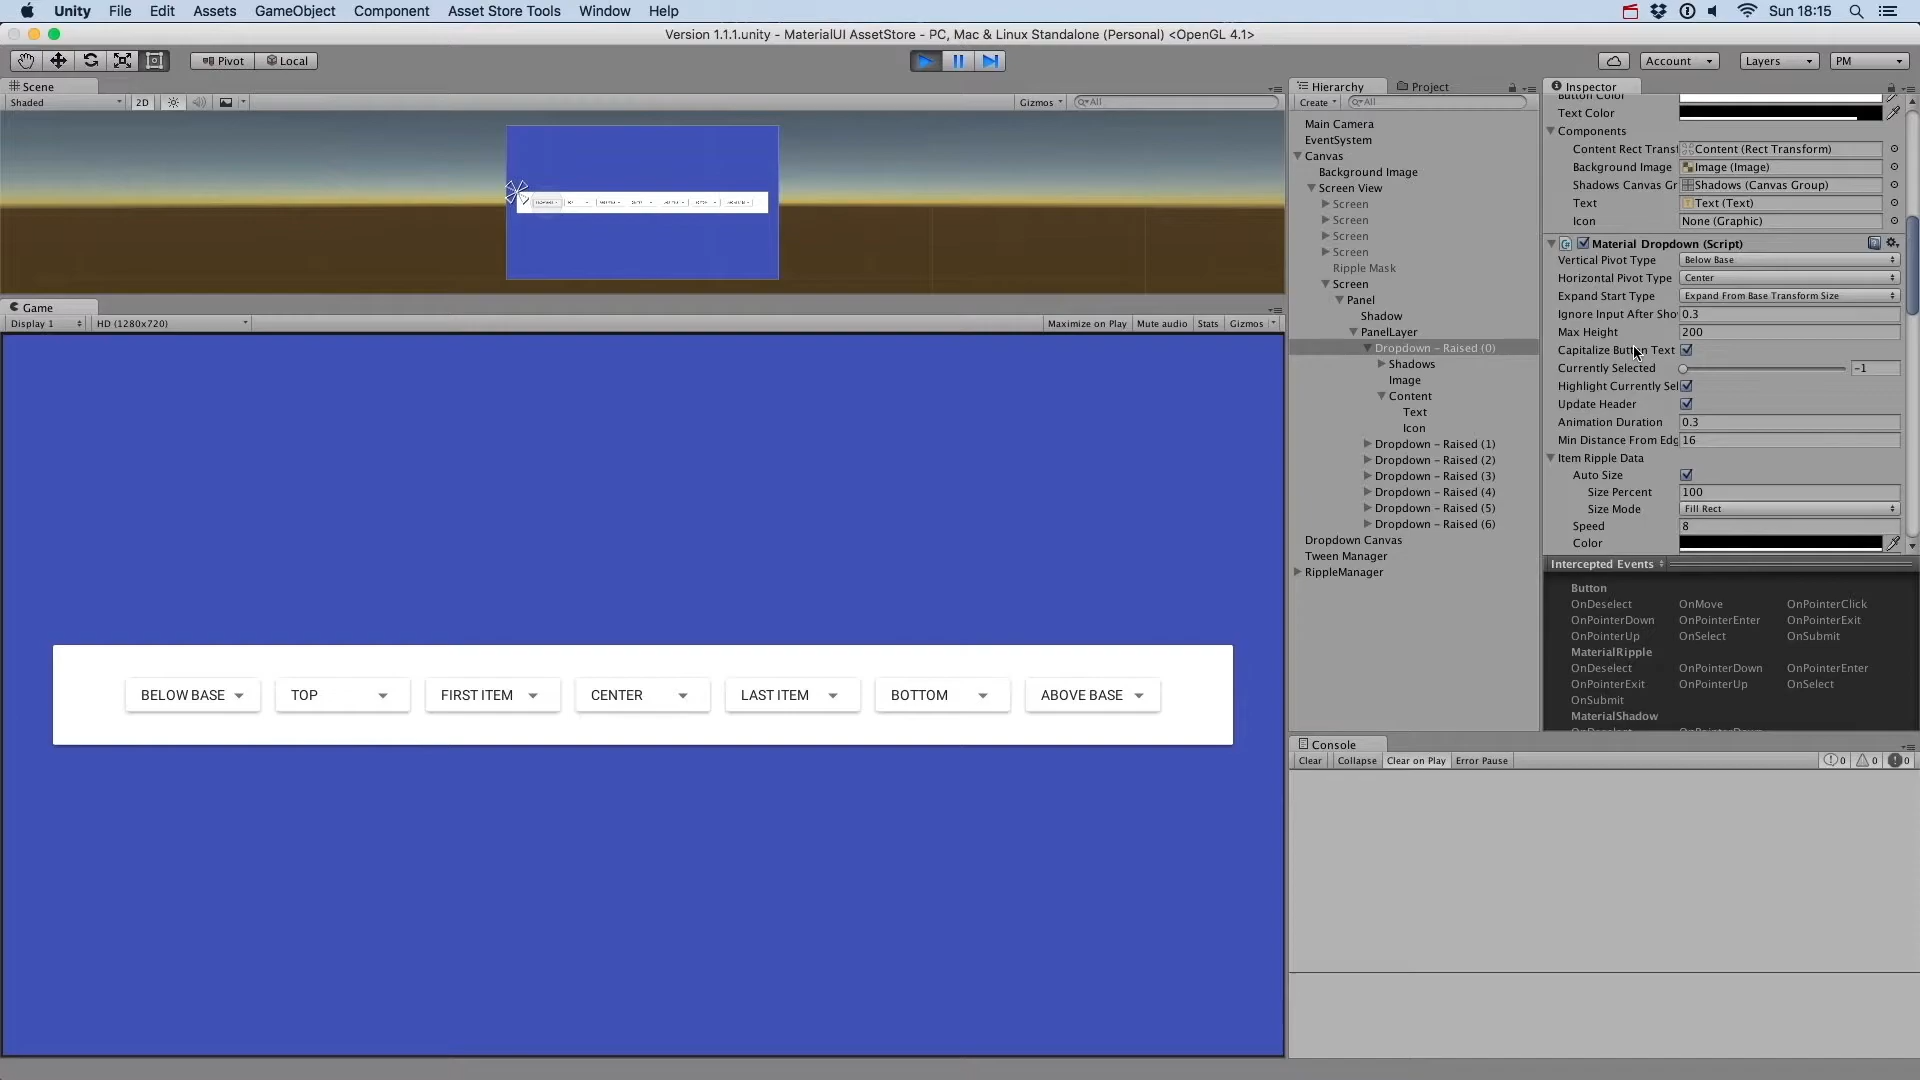 Unity File Edit Assets GameObject Component Asset Store Tools Window Help Sun 18:15
Version 1.1.1.unity - MaterialUI AssetStore - PC, Mac & Linux Standalone (Personal) <OpenGL 4.1>
Pivot Local Account Layers PM
Scene
Shaded 2D Gizmos All
Game
Display 1 HD (1280x720) Maximize on Play Mute audio Stats Gizmos
BELOW BASE TOP FIRST ITEM CENTER LAST ITEM BOTTOM ABOVE BASE
Hierarchy Project
Create All
Main Camera
EventSystem
Canvas
Background Image
Screen View
Screen
Screen
Screen
Screen
Ripple Mask
Screen
Panel
Shadow
PanelLayer
Dropdown - Raised (0)
Shadows
Image
Content
Text
Icon
Dropdown - Raised (1)
Dropdown - Raised (2)
Dropdown - Raised (3)
Dropdown - Raised (4)
Dropdown - Raised (5)
Dropdown - Raised (6)
Dropdown Canvas
Tween Manager
RippleManager
Inspector
Button Color
Text Color
Components
Content Rect Transf Content (Rect Transform)
Background Image Image (Image)
Shadows Canvas Gr Shadows (Canvas Group)
Text Text (Text)
Icon None (Graphic)
Material Dropdown (Script)
Vertical Pivot Type Below Base
Horizontal Pivot Type Center
Expand Start Type Expand From Base Transform Size
Ignore Input After Sho 0.3
Max Height 200
Capitalize Button Text
Currently Selected -1
Highlight Currently Sel
Update Header
Animation Duration 0.3
Min Distance From Edg 16
Item Ripple Data
Auto Size
Size Percent 100
Size Mode Fill Rect
Speed 8
Color
Intercepted Events
Button
OnDeselect OnMove OnPointerClick
OnPointerDown OnPointerEnter OnPointerExit
OnPointerUp OnSelect OnSubmit
MaterialRipple
OnDeselect OnPointerDown OnPointerEnter
OnPointerExit OnPointerUp OnSelect
OnSubmit
MaterialShadow
OnDeselect OnPointerDown
Console
Clear Collapse Clear on Play Error Pause 0 0 0